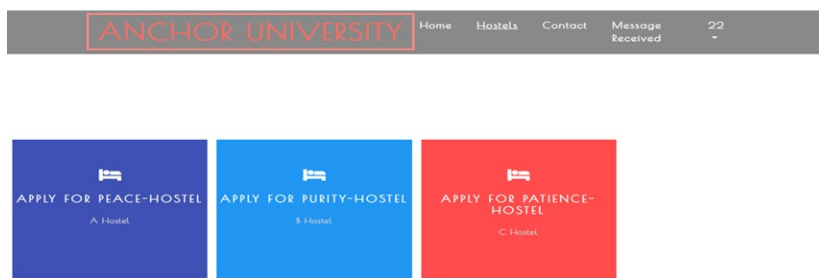 ANCHOR UNIVERSITY
Home Hostels Contact Message Received 22
APPLY FOR PEACE-HOSTEL
A Hostel
APPLY FOR PURITY-HOSTEL
B Hostel
APPLY FOR PATIENCE-
HOSTEL
C Hostel